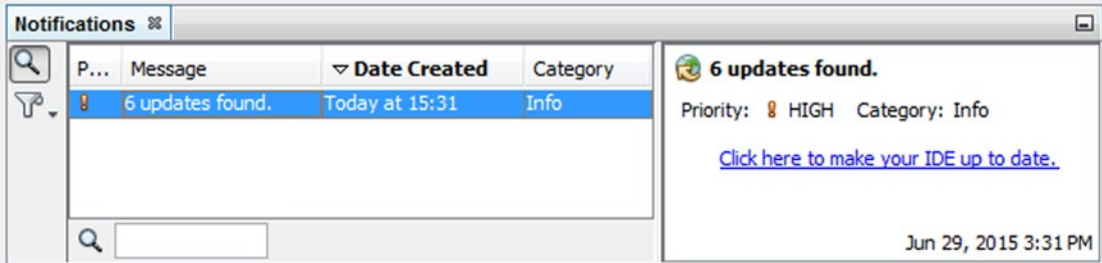 Notifications
P... Message Date Created Category
6 updates found. Today at 15:31 Info
6 updates found.
Priority: HIGH Category: Info
Click here to make your IDE up to date.
Jun 29, 2015 3:31 PM